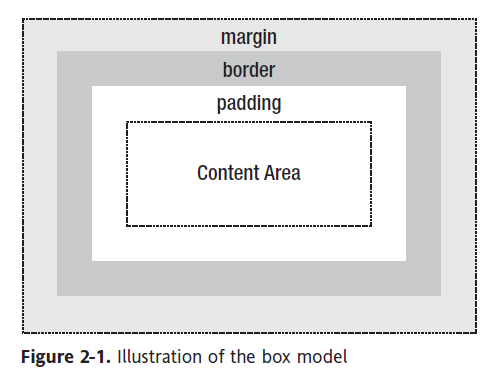 margin
border
padding
Content Area
Figure 2-1. Illustration of the box model